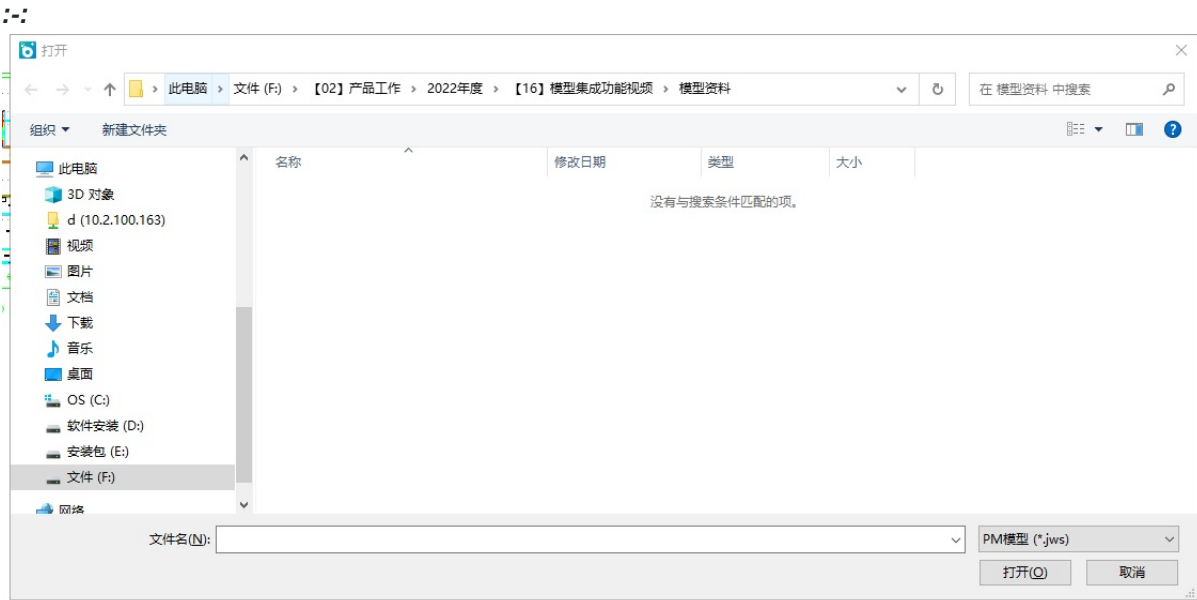 :-:
打开
此电脑 › 文件 (F:) › 【02】产品工作 › 2022年度 › 【16】模型集成功能视频 › 模型资料
在 模型资料 中搜索
组织
新建文件夹
此电脑
3D 对象
d (10.2.100.163)
视频
图片
文档
下载
音乐
桌面
OS (C:)
软件安装 (D:)
安装包 (E:)
文件 (F:)
网络
名称
修改日期
类型
大小
没有与搜索条件匹配的项。
文件名(N):
PM模型 (*.jws)
打开(O)
取消